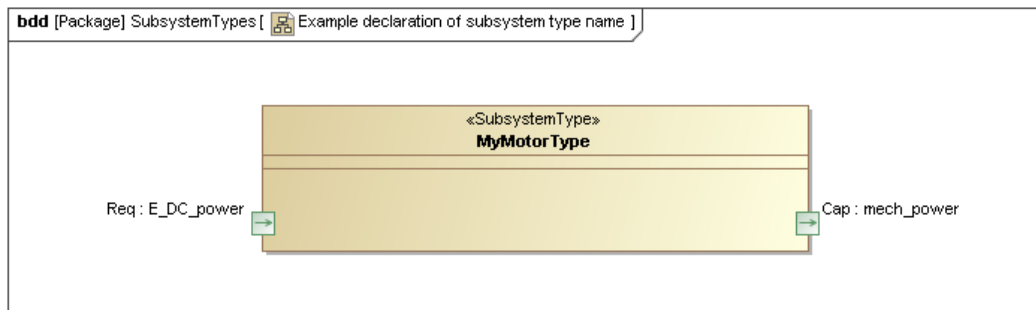 bdd [Package] SubsystemTypes [ Example declaration of subsystem type name ]
«SubsystemType»
MyMotorType
Req : E_DC_power
Cap : mech_power